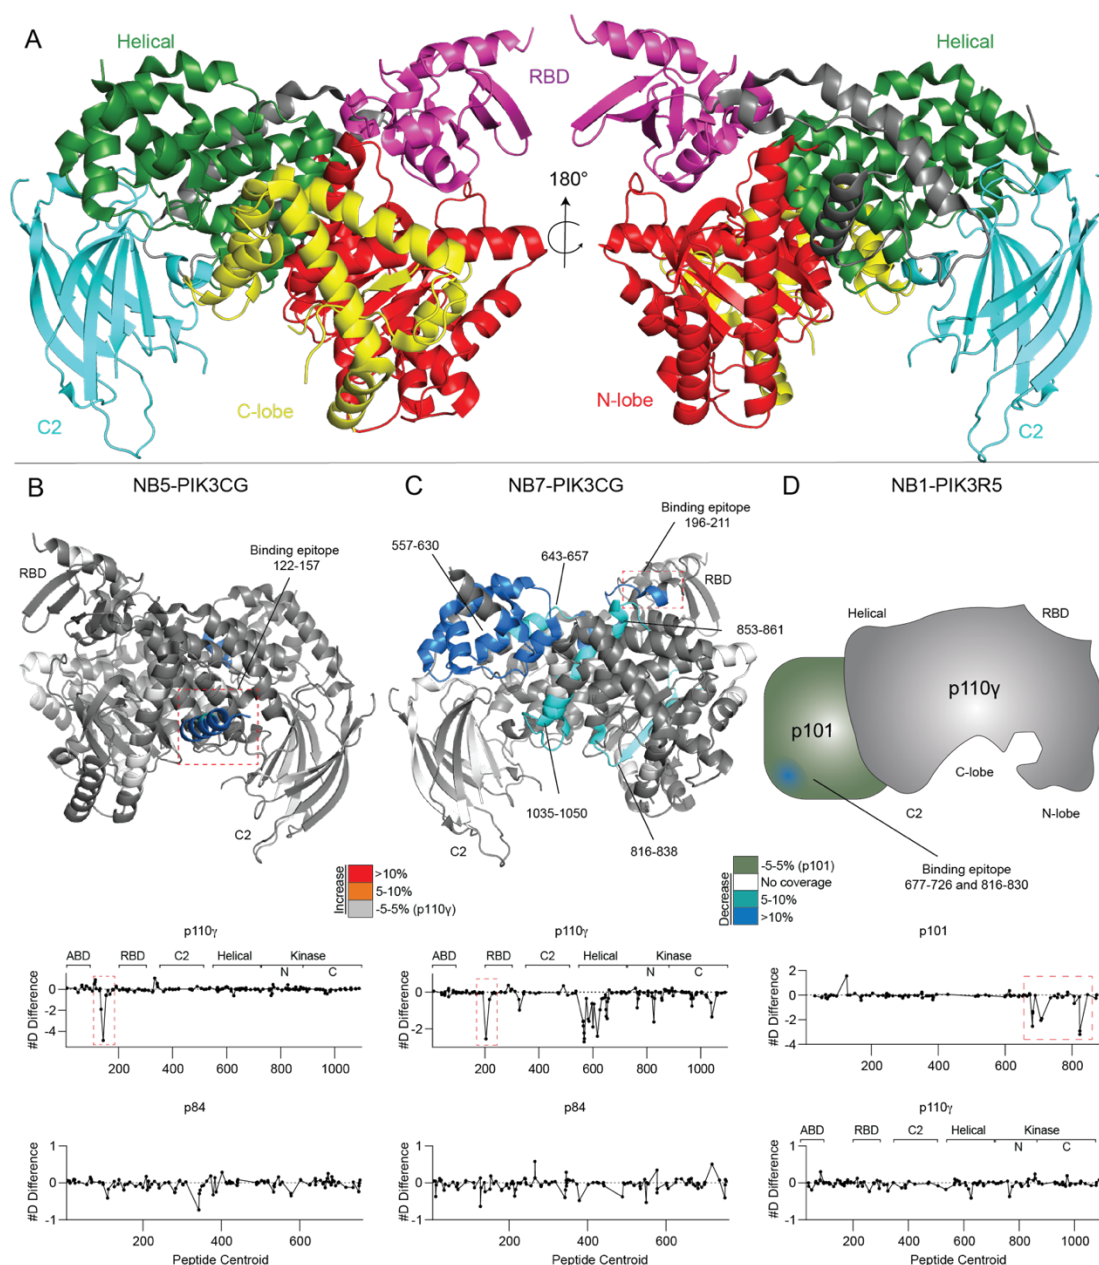 A
Helical
RBD
Helical
180°
C2
C-lobe
N-lobe
C2
B
NB5-PIK3CG
RBD
Binding epitope
122-157
C2
C
NB7-PIK3CG
Binding epitope
196-211
557-630
643-657
RBD
853-861
1035-1050
816-838
C2
D
NB1-PIK3R5
Helical
RBD
p110γ
p101
C-lobe
C2
N-lobe
Binding epitope
677-726 and 816-830
Increase
>10%
5-10%
-5-5% (p110γ)
Decrease
-5-5% (p101)
No coverage
5-10%
>10%
p110γ
ABD RBD C2 Helical Kinase
N C
#D Difference
0
-2
-4
200 400 600 800 1000
p84
#D Difference
1
0
-1
200 400 600
Peptide Centroid
p110γ
ABD RBD C2 Helical Kinase
N C
#D Difference
0
-2
200 400 600 800 1000
p84
#D Difference
1
0
-1
200 400 600
Peptide Centroid
p101
#D Difference
2
0
-2
-4
200 400 600 800
p110γ
ABD RBD C2 Helical Kinase
N C
#D Difference
1
0
-1
200 400 600 800 1000
Peptide Centroid